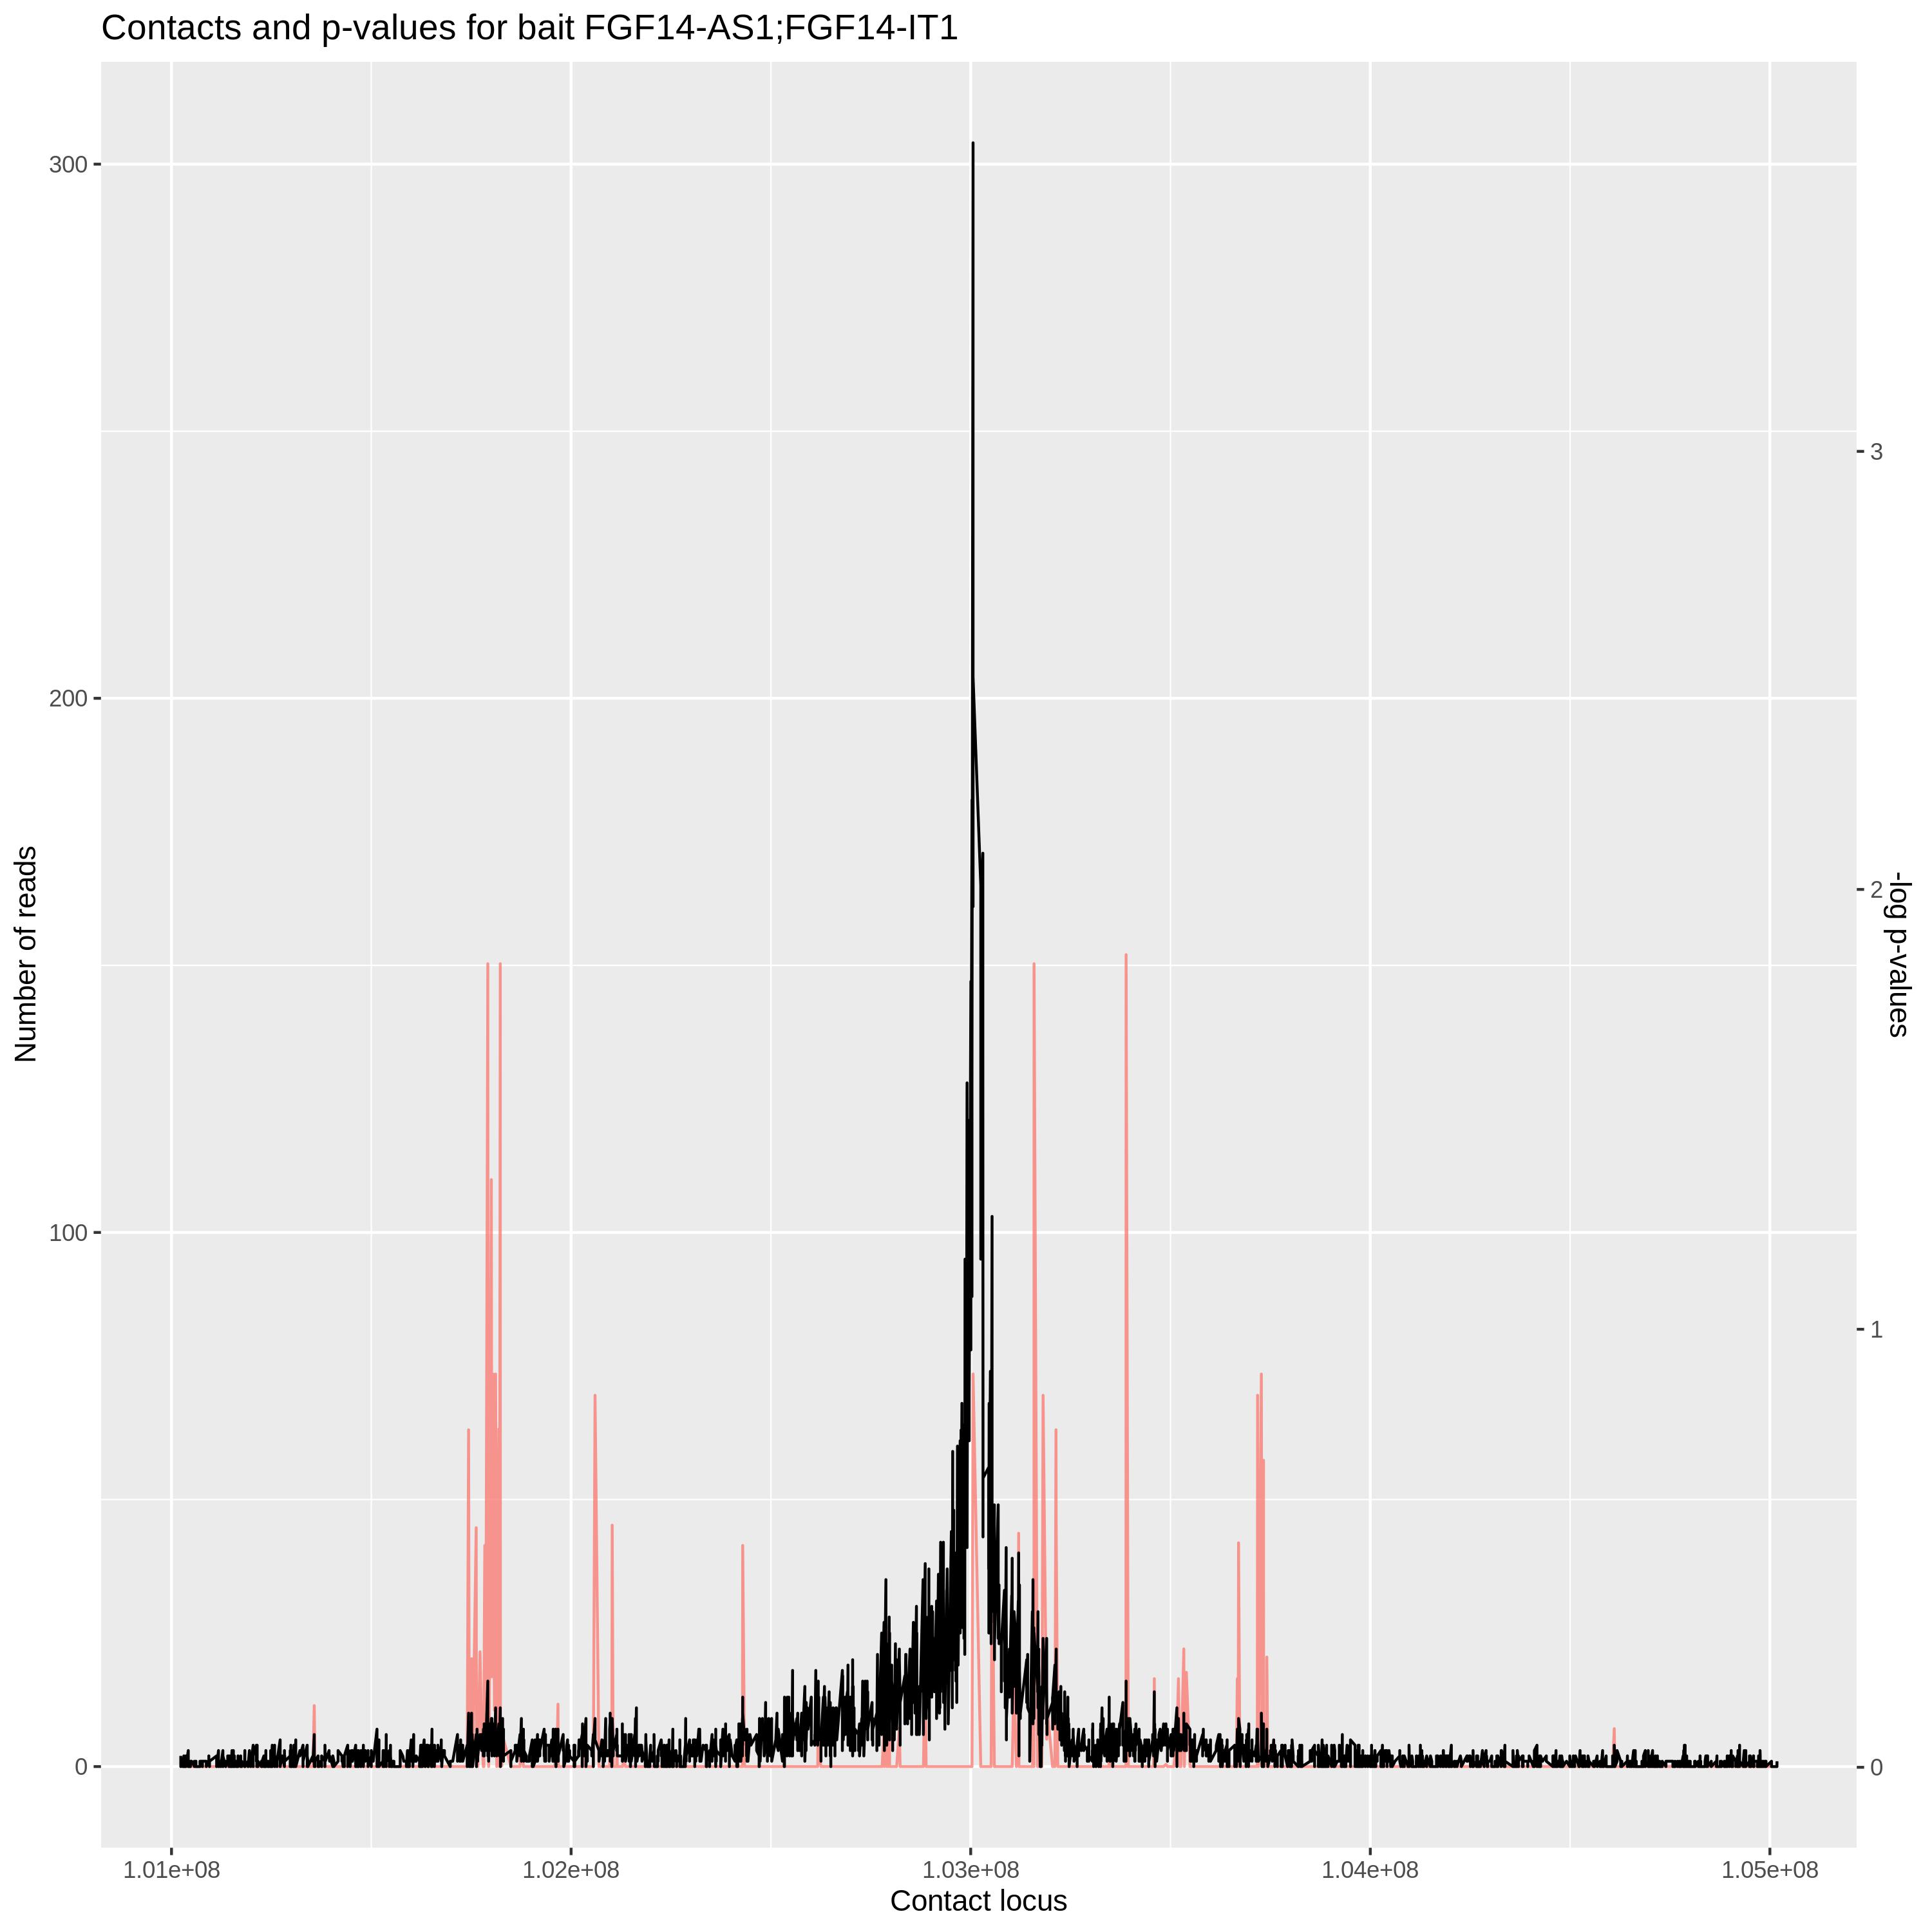 Contacts and p-values for bait FGF14-AS1;FGF14-IT1
300
200
100
0
Number of reads
3
2
1
0
-log p-values
1.01e+08
1.02e+08
1.03e+08
1.04e+08
1.05e+08
Contact locus